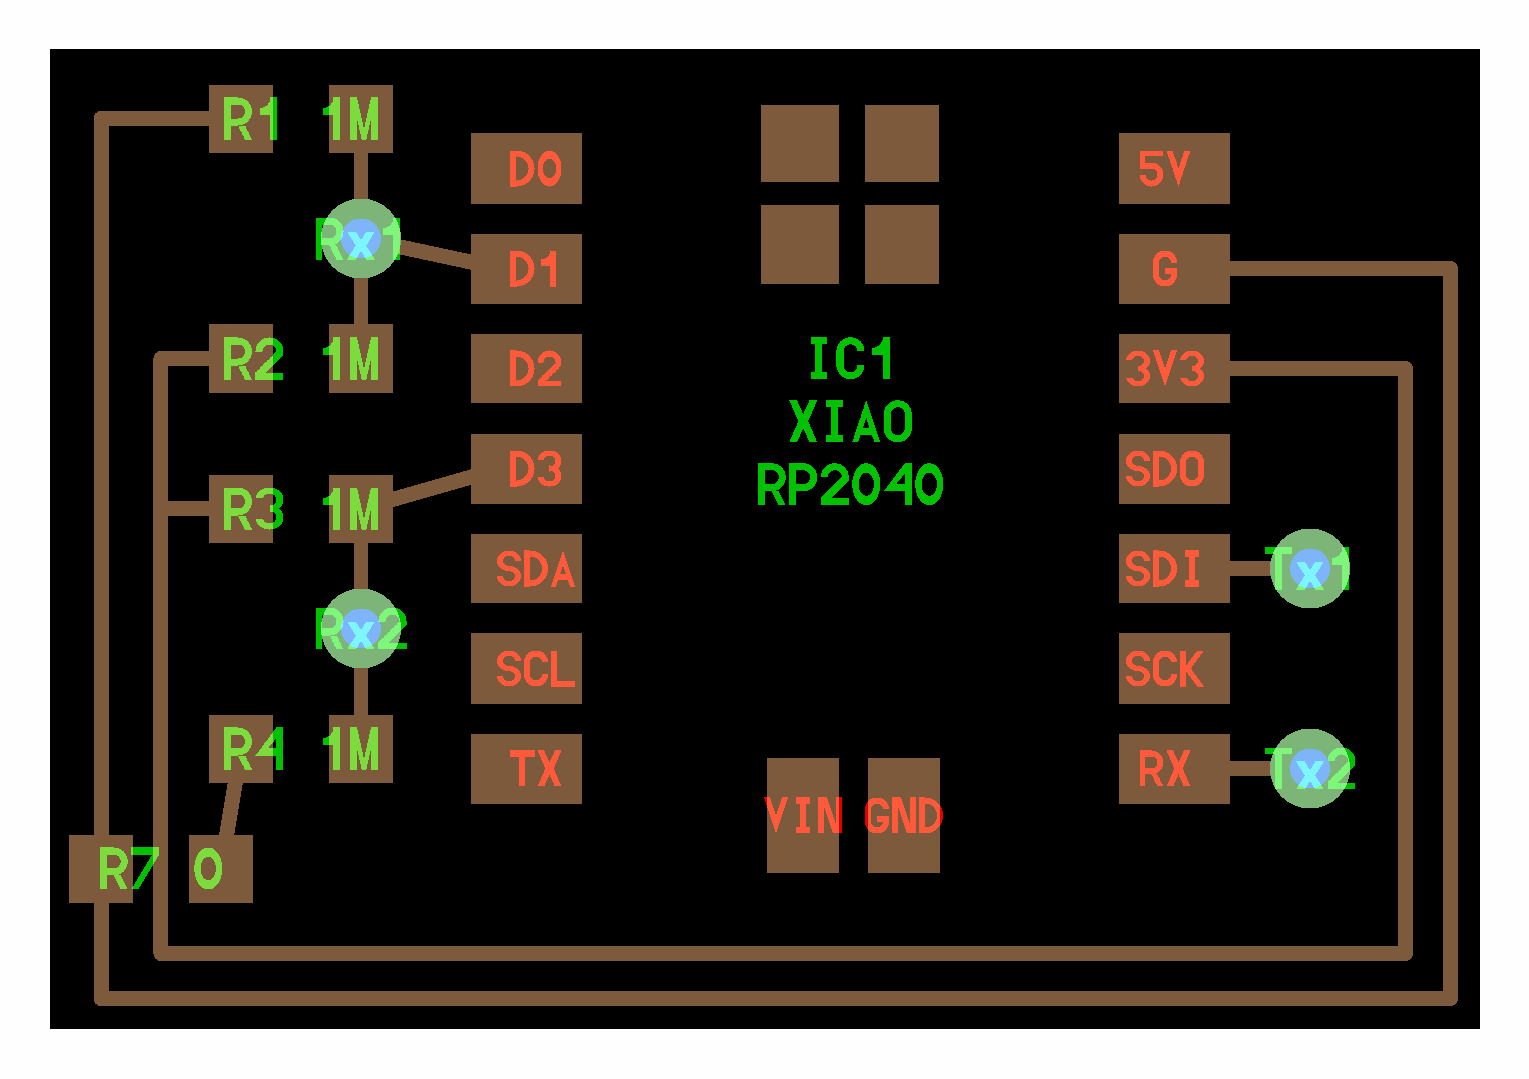 R1 1M
D0
5V
Rx1
D1
G
R2 1M
D2
IC1
XIAO
RP2040
3V3
R3 1M
D3
SDO
SDA
SDI
Tx1
Rx2
SCL
SCK
R4 1M
TX
RX
Tx2
VIN GND
R7 0